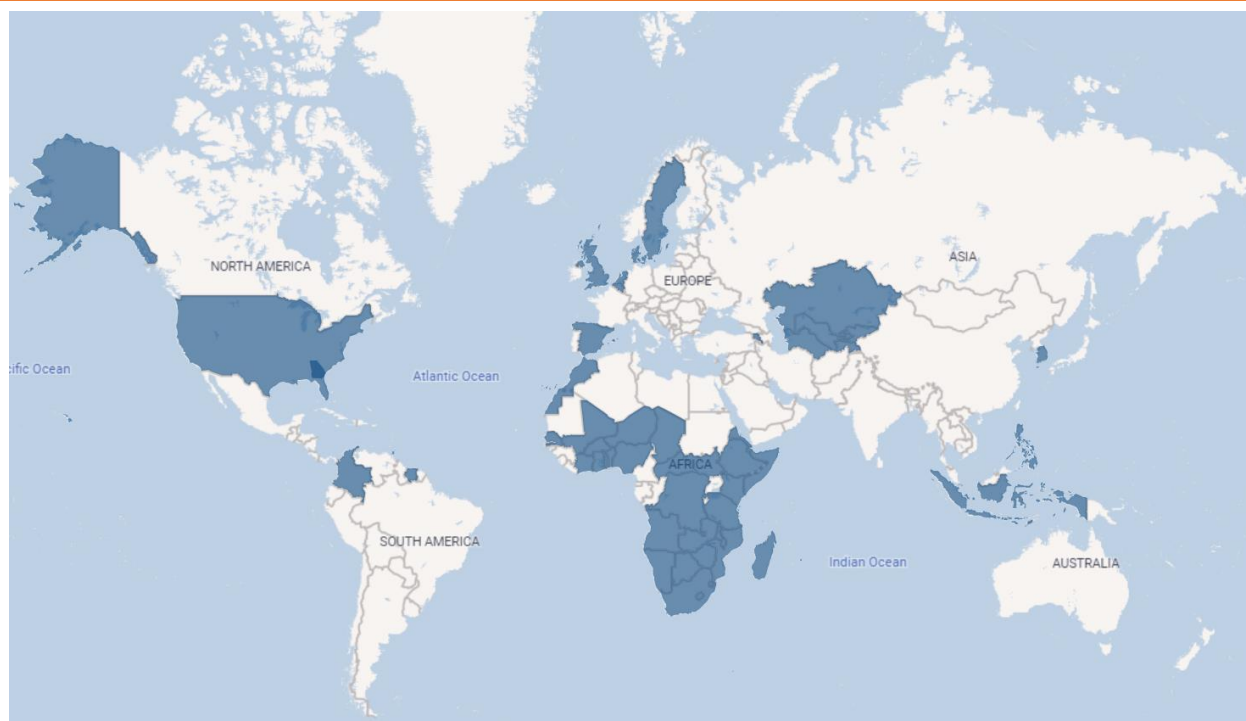 NORTH AMERICA
ASIA
EUROPE
cific Ocean
Atlantic Ocean
AFRICA
SOUTH AMERICA
Indian Ocean
AUSTRALIA